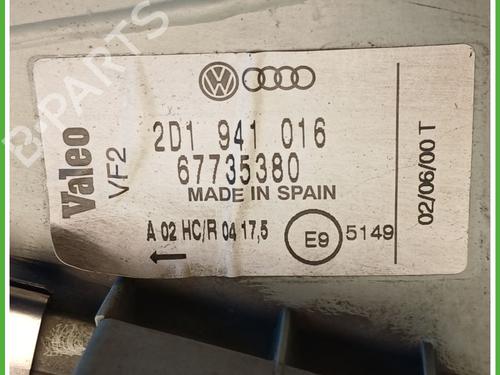 B-PARTS
Valeo
VF2
2D1 941 016
67735380
MADE IN SPAIN
A 02 HC/R 04 17,5
E9
5149
02/06/00 T